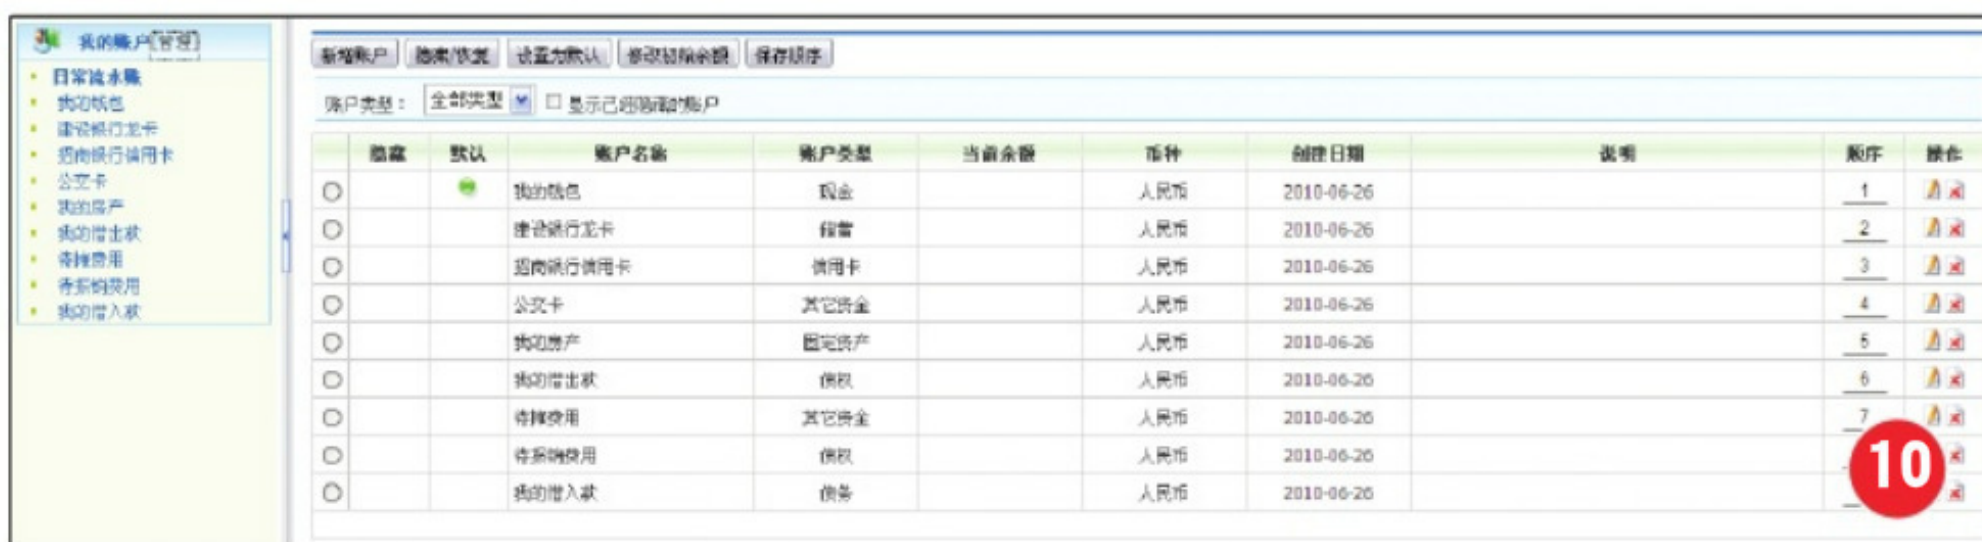 我的账户[管理]
日常流水账
我的钱包
建设银行龙卡
招商银行信用卡
公交卡
我的房产
我的借出款
待摊费用
待报销费用
我的借入款
新增账户 隐藏/恢复 设置为默认 修改初始余额 保存顺序
账户类型： 全部类型 显示已经隐藏的账户
隐藏 默认 账户名称 账户类型 当前余额 币种 创建日期 说明 顺序 操作
我的钱包 现金 人民币 2010-06-26 1
建设银行龙卡 储蓄 人民币 2010-06-26 2
招商银行信用卡 信用卡 人民币 2010-06-26 3
公交卡 其它资金 人民币 2010-06-26 4
我的房产 固定资产 人民币 2010-06-26 5
我的借出款 债权 人民币 2010-06-26 6
待摊费用 其它资金 人民币 2010-06-26 7
待报销费用 债权 人民币 2010-06-26
我的借入款 债务 人民币 2010-06-26
10